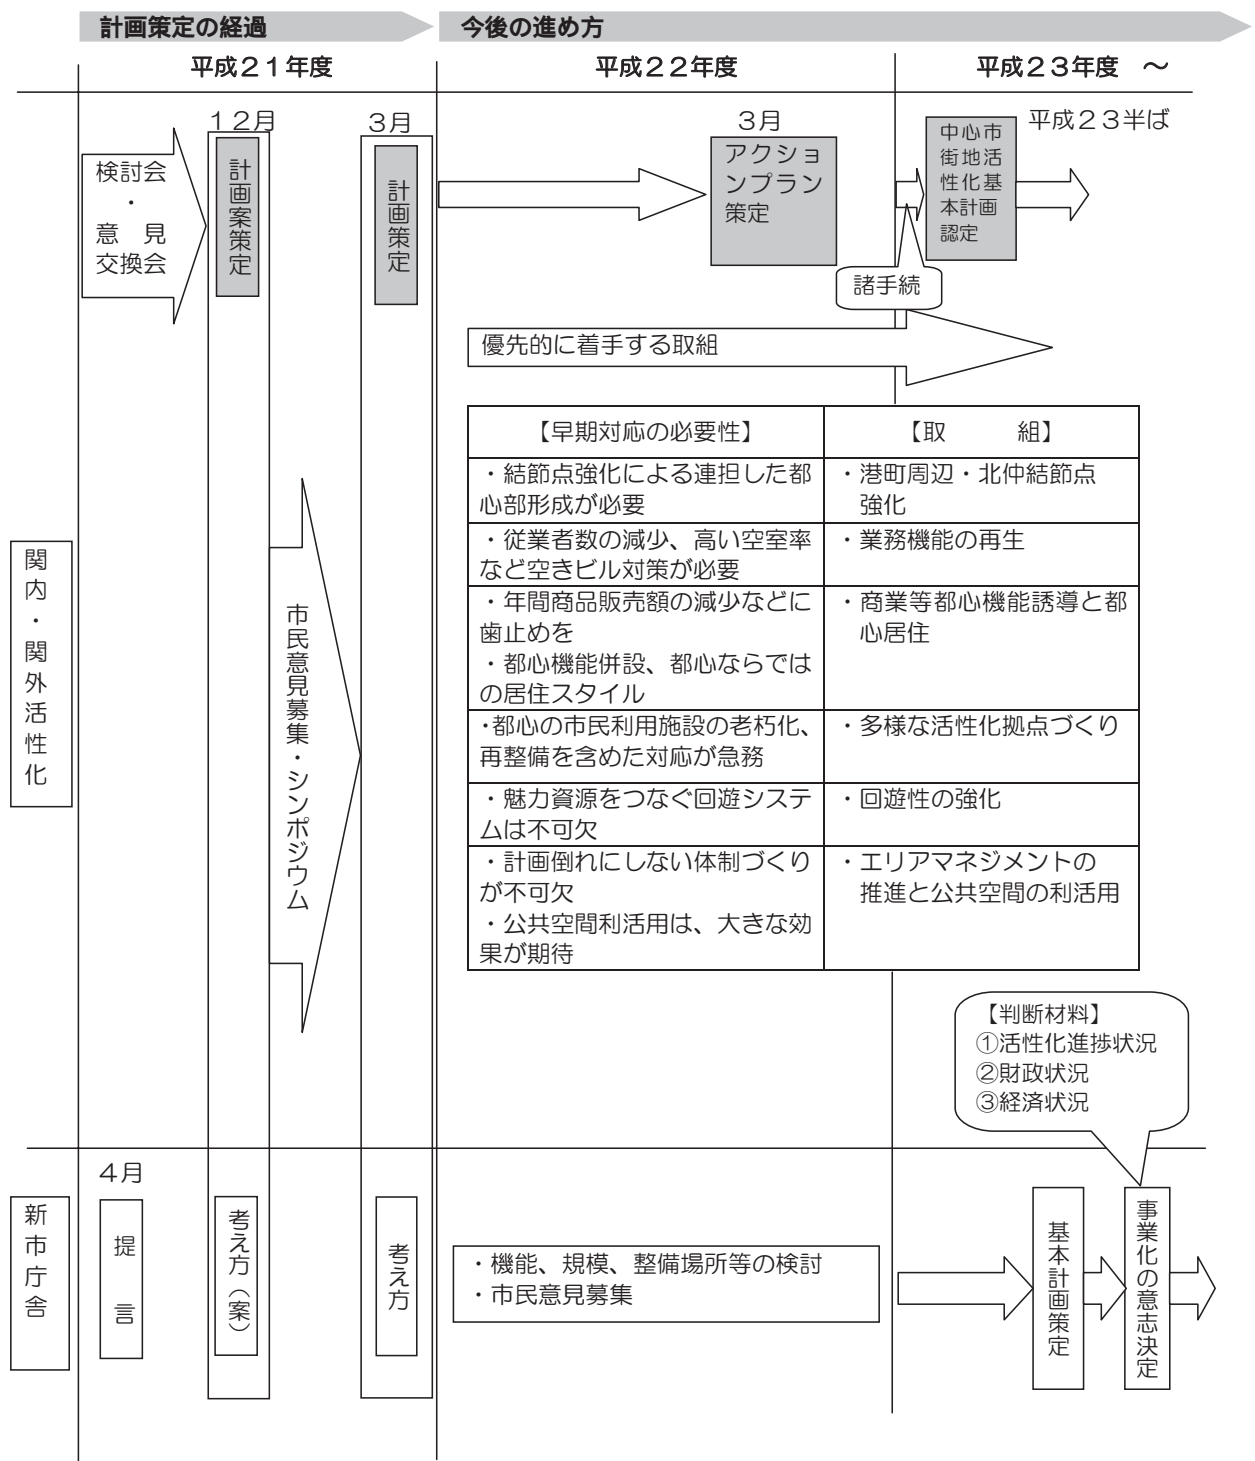 計画策定の経過
今後の進め方
平成２１年度
平成２２年度
平成２３年度　～
１２月
３月
３月
平成２３半ば
検討会
・
意　見
交換会
計画案策定
計画策定
アクショ
ンプラン
策定
中心市
街地活
性化基
本計画
認定
諸手続
優先的に着手する取組
【早期対応の必要性】
【取　　　組】
・結節点強化による連担した都
心部形成が必要
・港町周辺・北仲結節点
強化
・従業者数の減少、高い空室率
など空きビル対策が必要
・業務機能の再生
・年間商品販売額の減少などに
歯止めを
・都心機能併設、都心ならでは
の居住スタイル
・商業等都心機能誘導と都
心居住
・都心の市民利用施設の老朽化、
再整備を含めた対応が急務
・多様な活性化拠点づくり
・魅力資源をつなぐ回遊システ
ムは不可欠
・回遊性の強化
・計画倒れにしない体制づくり
が不可欠
・公共空間利活用は、大きな効
果が期待
・エリアマネジメントの
推進と公共空間の利活用
関内・関外活性化
市民意見募集・シンポジウム
【判断材料】
①活性化進捗状況
②財政状況
③経済状況
新市庁舎
４月
提　言
考え方（案）
考え方
・機能、規模、整備場所等の検討
・市民意見募集
基本計画策定
事業化の意志決定